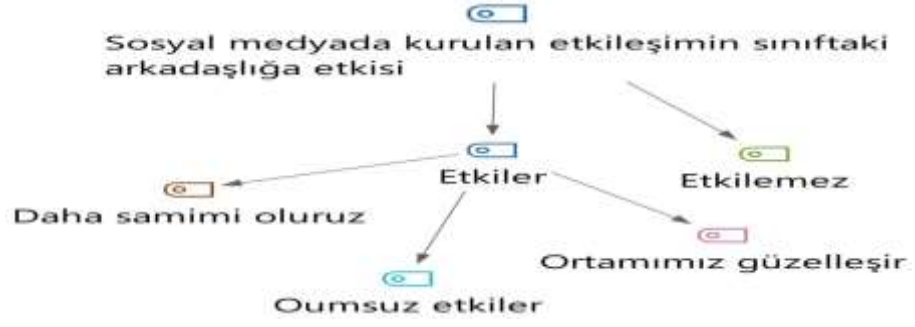 Sosyal medyada kurulan etkileşimin sınıftaki
arkadaşlığa etkisi
Etkiler
Etkilemez
Daha samimi oluruz
Ortamımız güzelleşir
Oumsuz etkiler